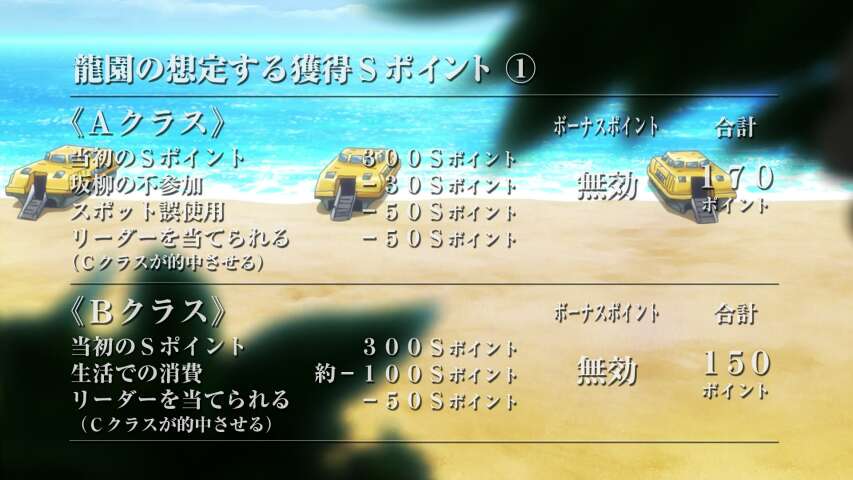 龍園の想定する獲得Sポイント ①
《Aクラス》 ボーナスポイント 合計
当初のSポイント 300Sポイント
坂柳の不参加 －30Sポイント 無効 170
スポット誤使用 －50Sポイント ポイント
リーダーを当てられる －50Sポイント
（Cクラスが的中させる）
《Bクラス》 ボーナスポイント 合計
当初のSポイント 300Sポイント
生活での消費 約－100Sポイント 無効 150
リーダーを当てられる －50Sポイント ポイント
（Cクラスが的中させる）